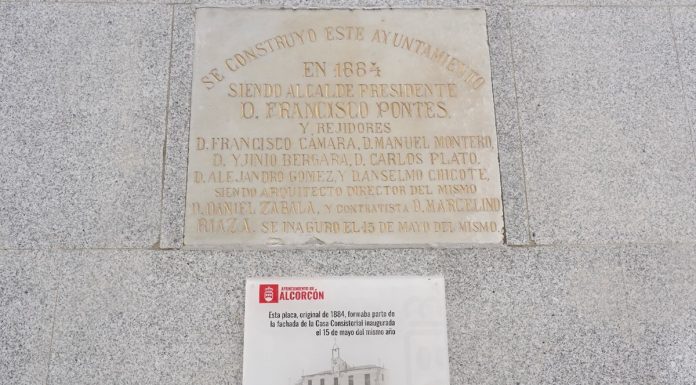 SE CONSTRUYO ESTE AYUNTAMIENTO
EN 1884
SIENDO ALCALDE PRESIDENTE
D. FRANCISCO PONTES.
Y REJIDORES
D. FRANCISCO CAMARA, D. MANUEL MONTERO,
D. YJINIO BERGARA, D. CARLOS PLATO.
D. ALEJANDRO GOMEZ, Y D. ANSELMO CHICOTE,
SIENDO ARQUITECTO DIRECTOR DEL MISMO
D. DANIEL ZABALA, Y CONTRATISTA D. MARCELINO
RIAZA, SE INAGURO EL 15 DE MAYO DEL MISMO.
AYUNTAMIENTO DE
ALCORCÓN
Esta placa, original de 1884, formaba parte de
la fachada de la Casa Consistorial inaugurada
el 15 de mayo del mismo año